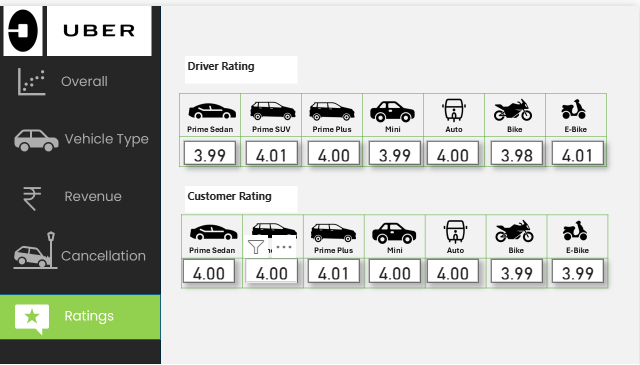 UBER
Overall
Vehicle Type
Revenue
Cancellation
Ratings
Driver Rating
Prime Sedan Prime SUV Prime Plus Mini Auto Bike E-Bike
3.99 4.01 4.00 3.99 4.00 3.98 4.01
Customer Rating
Prime Sedan Prime Plus Mini Auto Bike E-Bike
4.00 4.00 4.01 4.00 4.00 3.99 3.99